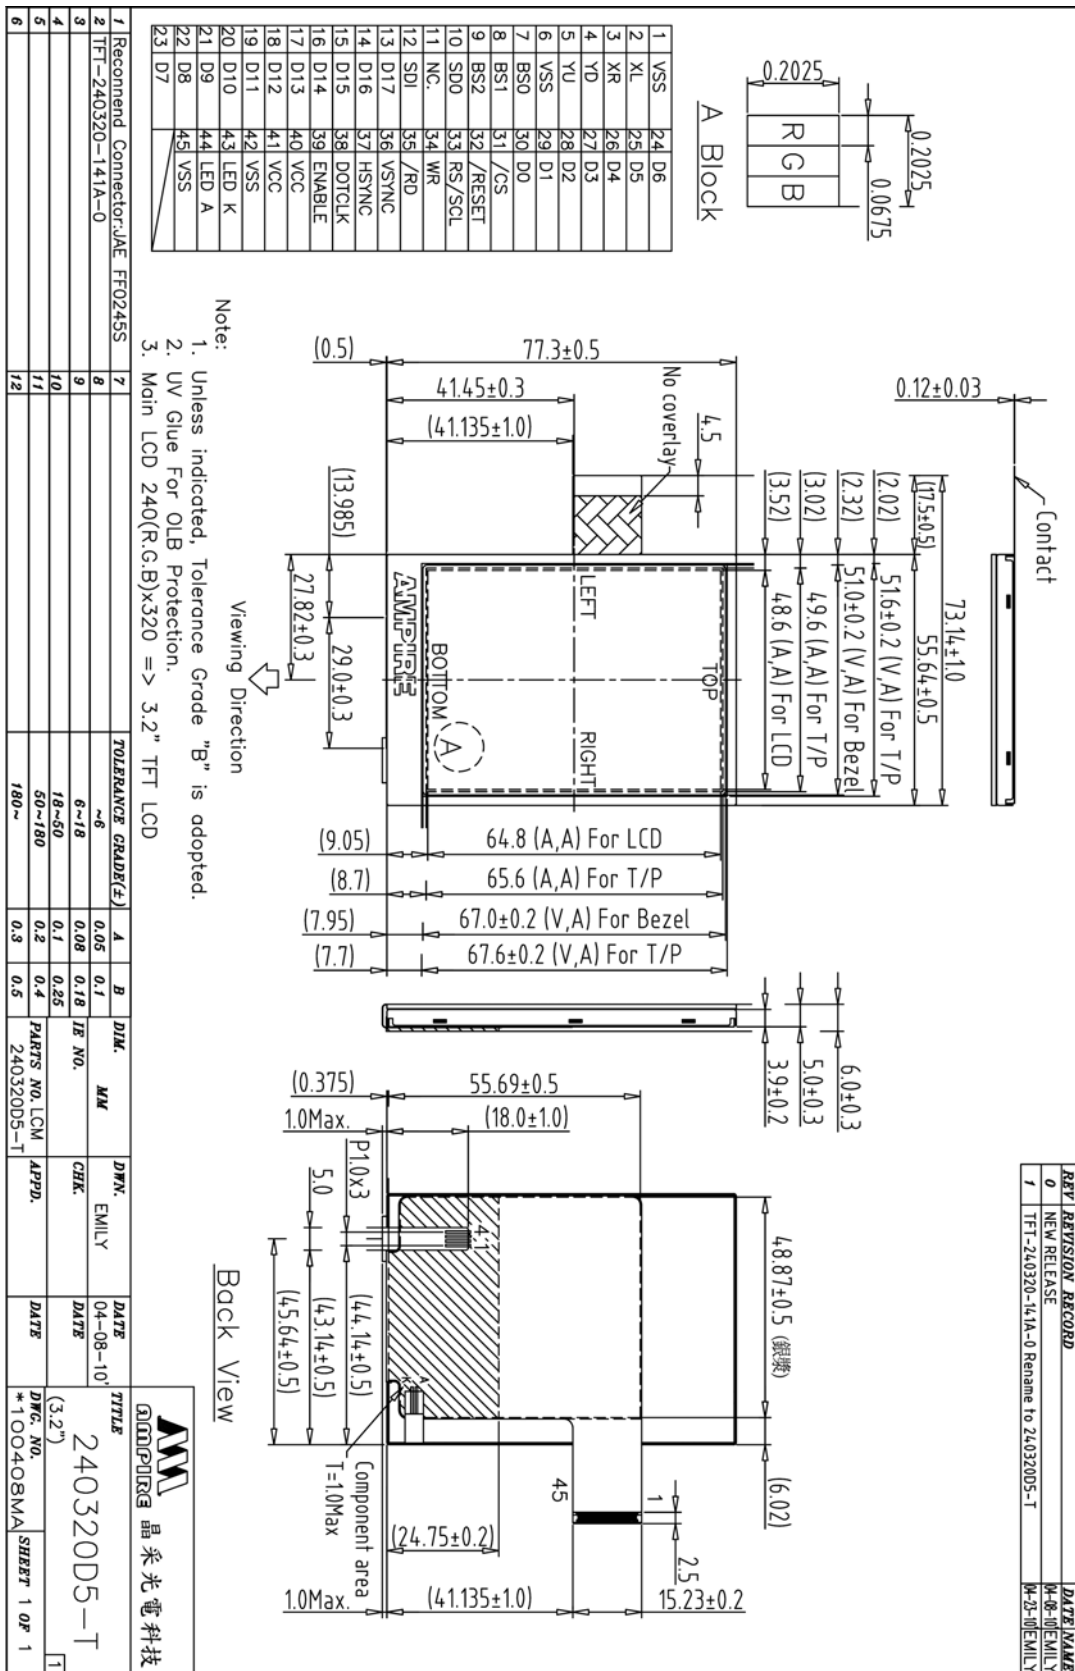 REV REVISION RECORD DATE NAME
0 NEW RELEASE 04-08-10 EMILY
1 TFT-240320-141A-0 Rename to 240320D5-T 04-23-10 EMILY
0.2025
0.0675
0.2025
R G B
A Block
1 VSS 24 D6
2 XL 25 D5
3 XR 26 D4
4 YD 27 D3
5 YU 28 D2
6 VSS 29 D1
7 BS0 30 D0
8 BS1 31 /CS
9 BS2 32 /RESET
10 SDO 33 RS/SCL
11 NC. 34 WR
12 SDI 35 /RD
13 D17 36 VSYNC
14 D16 37 HSYNC
15 D15 38 DOTCLK
16 D14 39 ENABLE
17 D13 40 VCC
18 D12 41 VCC
19 D11 42 VSS
20 D10 43 LED K
21 D9 44 LED A
22 D8 45 VSS
23 D7
0.12±0.03
Contact
73.14±1.0
(17.5±0.5)
55.64±0.5
(2.02)
51.6±0.2 (V,A) For T/P
(2.32)
51.0±0.2 (V,A) For Bezel
(3.02)
49.6 (A,A) For T/P
(3.52)
48.6 (A,A) For LCD
4.5
No coverlay
77.3±0.5
(0.5)
41.45±0.3
(41.135±1.0)
TOP
LEFT
RIGHT
BOTTOM
A
AMPIRE
(13.985)
29.0±0.3
27.82±0.3
Viewing Direction
64.8 (A,A) For LCD
(9.05)
65.6 (A,A) For T/P
(8.7)
67.0±0.2 (V,A) For Bezel
(7.95)
67.6±0.2 (V,A) For T/P
(7.7)
6.0±0.3
5.0±0.3
3.9±0.2
55.69±0.5
(0.375)
(18.0±1.0)
1.0Max.
P1.0x3
5.0
4.1
48.87±0.5 (銀漿)
(6.02)
(44.14±0.5)
(43.14±0.5)
(45.64±0.5)
A
K
Component area
T=1.0Max
1
45
2.5
15.23±0.2
(24.75±0.2)
(41.135±1.0)
1.0Max.
Back View
Note:
1. Unless indicated, Tolerance Grade "B" is adopted.
2. UV Glue For OLB Protection.
3. Main LCD 240(R.G.B)x320 => 3.2" TFT LCD
1 Reconnend Connector:JAE FF0245S 7
2 TFT-240320-141A-0 8
3 9
4 10
5 11
6 12
TOLERANCE GRADE(±) A B
~6 0.05 0.1
6~18 0.08 0.18
18~50 0.1 0.25
50~180 0.2 0.4
180~ 0.3 0.5
DIM. MM
DWN. EMILY
DATE 04-08-10'
IE NO.
CHK.
DATE
PARTS NO. LCM 240320D5-T
APPD.
DATE
AMPIRE 晶采光電科技
TITLE
240320D5-T
(3.2")
1
DWG. NO.
*100408MA
SHEET 1 OF 1